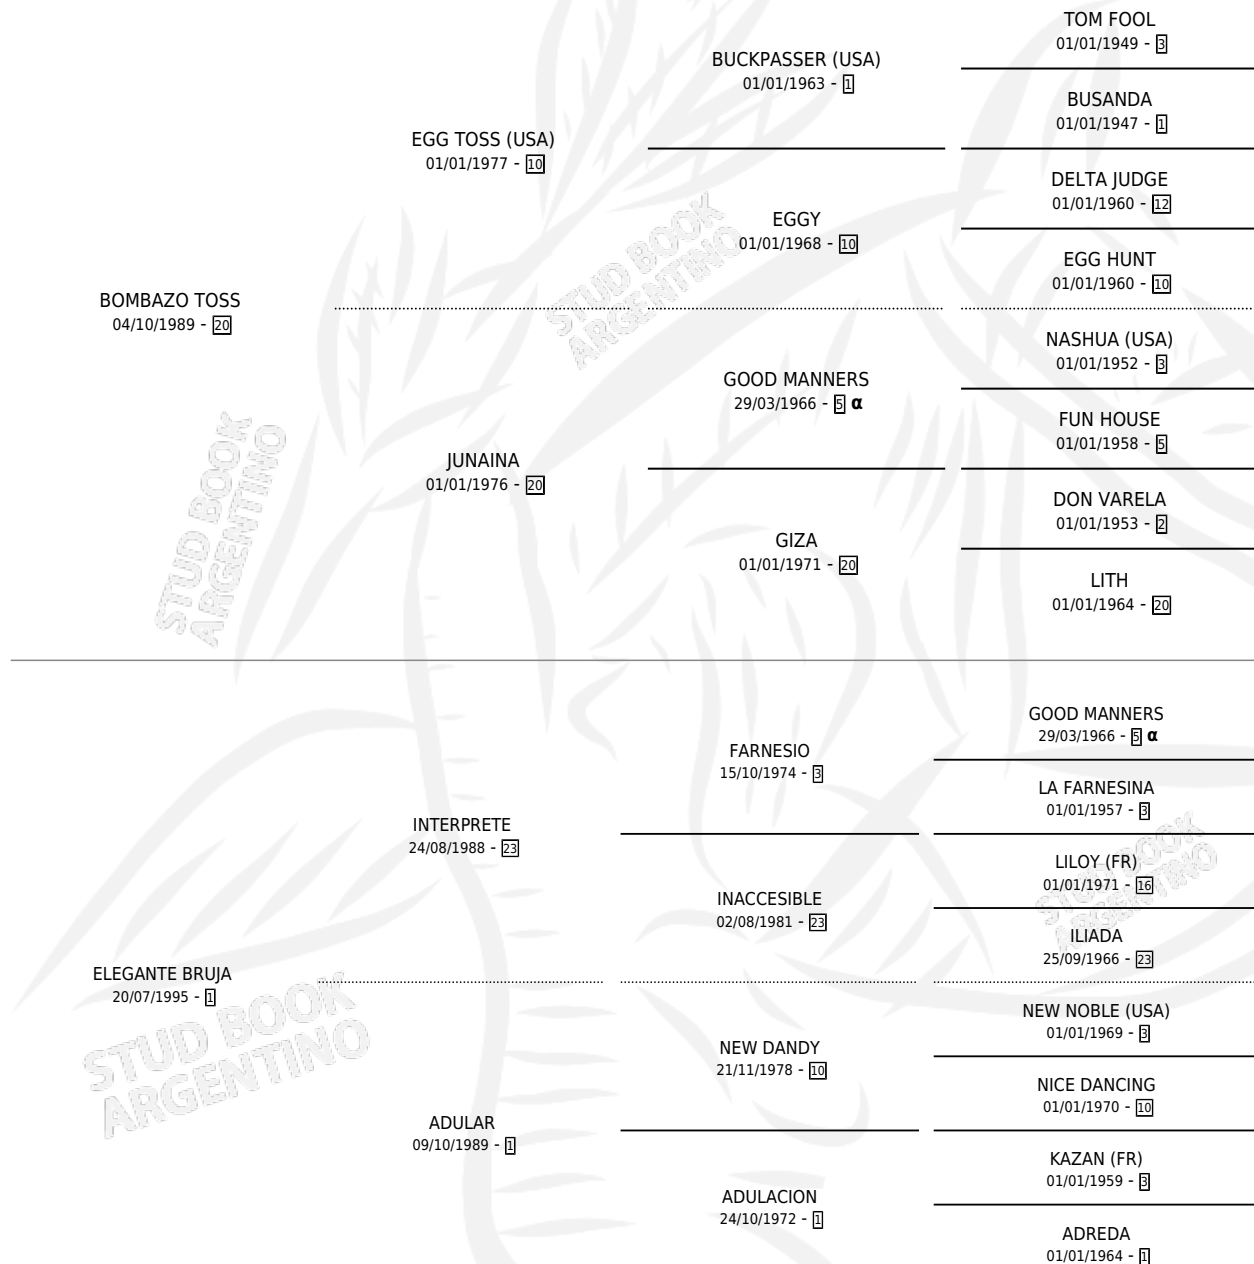 TOM FOOL
01/01/1949 - 3
BUCKPASSER (USA)
01/01/1963 - 1
BUSANDA
01/01/1947 - 1
EGG TOSS (USA)
01/01/1977 - 10
DELTA JUDGE
01/01/1960 - 12
EGGY
01/01/1968 - 10
EGG HUNT
01/01/1960 - 10
BOMBAZO TOSS
04/10/1989 - 20
NASHUA (USA)
01/01/1952 - 3
GOOD MANNERS
29/03/1966 - 5 α
FUN HOUSE
01/01/1958 - 5
JUNAINA
01/01/1976 - 20
DON VARELA
01/01/1953 - 2
GIZA
01/01/1971 - 20
LITH
01/01/1964 - 20
GOOD MANNERS
29/03/1966 - 5 α
FARNESIO
15/10/1974 - 3
LA FARNESINA
01/01/1957 - 3
INTERPRETE
24/08/1988 - 23
LILOY (FR)
01/01/1971 - 16
INACCESIBLE
02/08/1981 - 23
ILIADA
25/09/1966 - 23
ELEGANTE BRUJA
20/07/1995 - 1
NEW NOBLE (USA)
01/01/1969 - 3
NEW DANDY
21/11/1978 - 10
NICE DANCING
01/01/1970 - 10
ADULAR
09/10/1989 - 1
KAZAN (FR)
01/01/1959 - 3
ADULACION
24/10/1972 - 1
ADREDA
01/01/1964 - 1
STUD BOOK
ARGENTINO
STUD BOOK
ARGENTINO
STUD BOOK
ARGENTINO
STUD BOOK
ARGENTINO